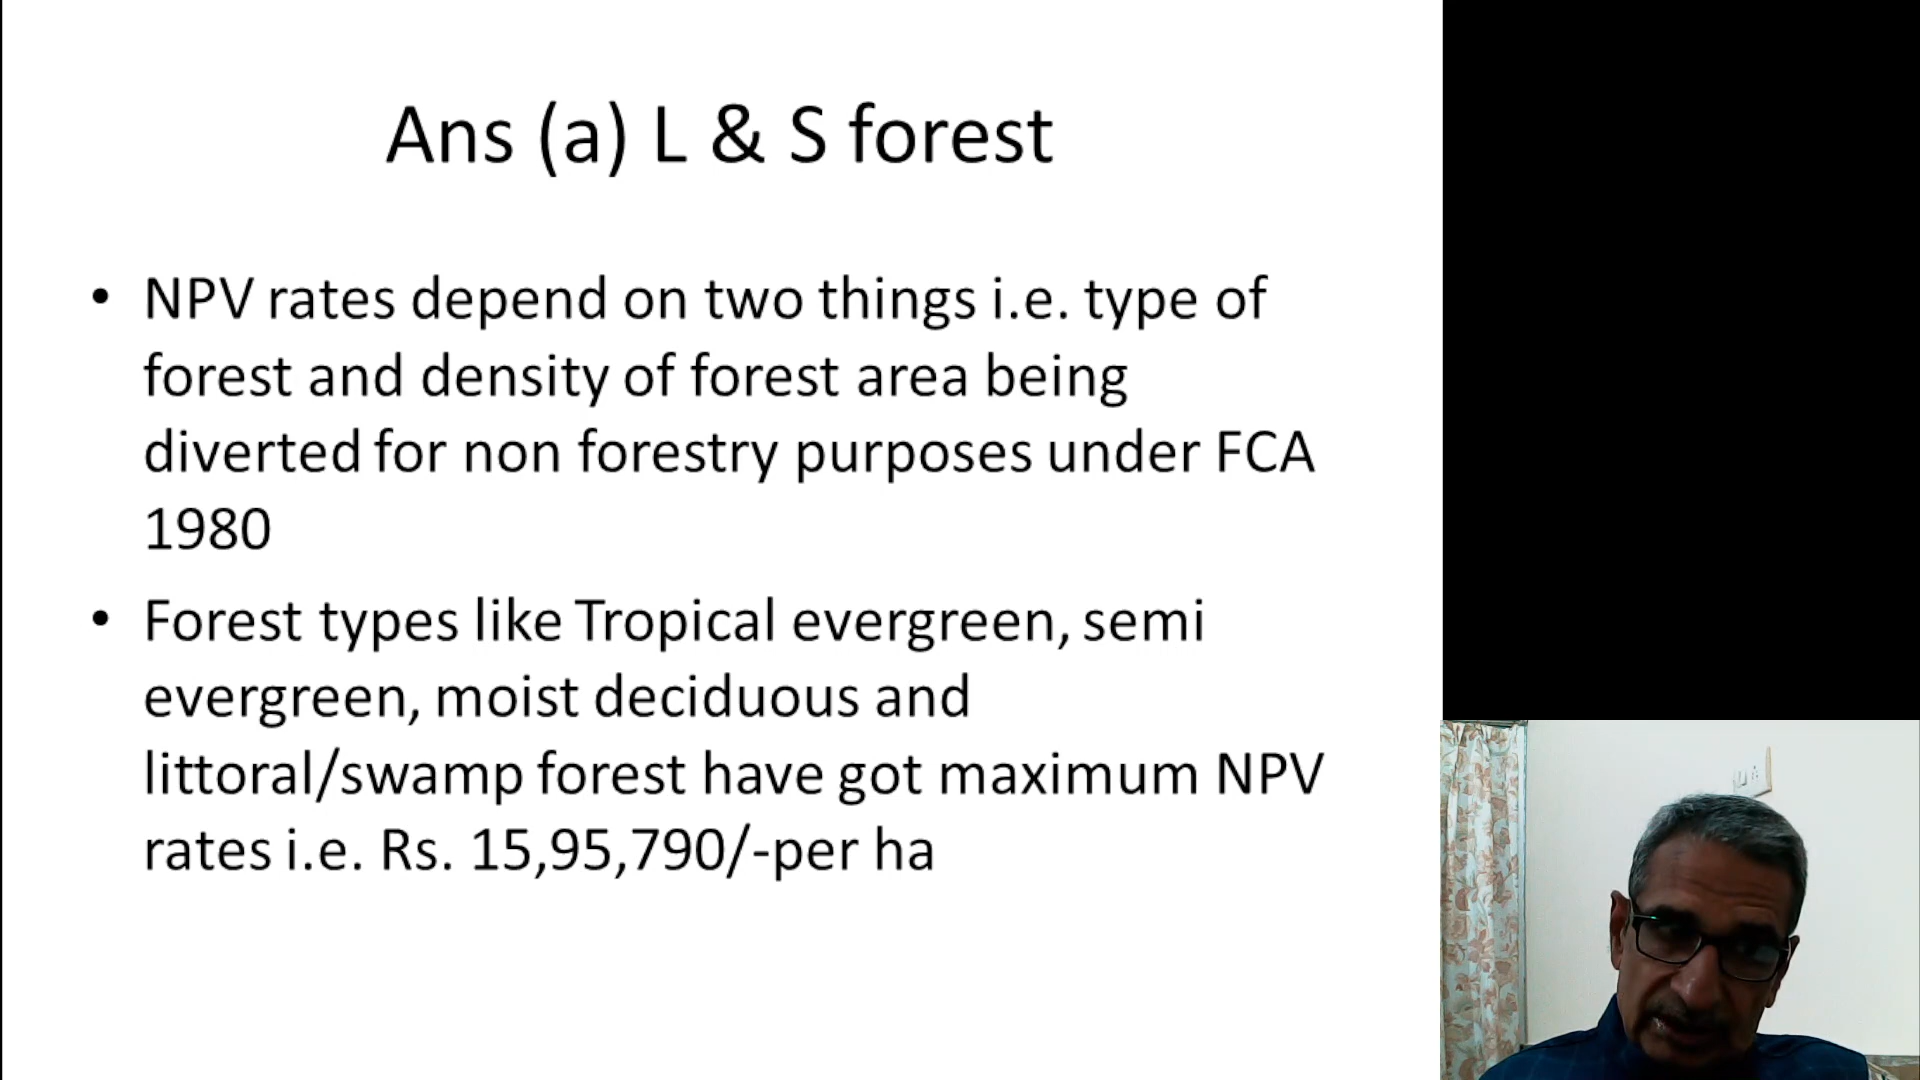 Ans (a) L & S forest
• NPV rates depend on two things i.e. type of
forest and density of forest area being
diverted for non forestry purposes under FCA
1980
• Forest types like Tropical evergreen, semi
evergreen, moist deciduous and
littoral/swamp forest have got maximum NPV
rates i.e. Rs. 15,95,790/-per ha